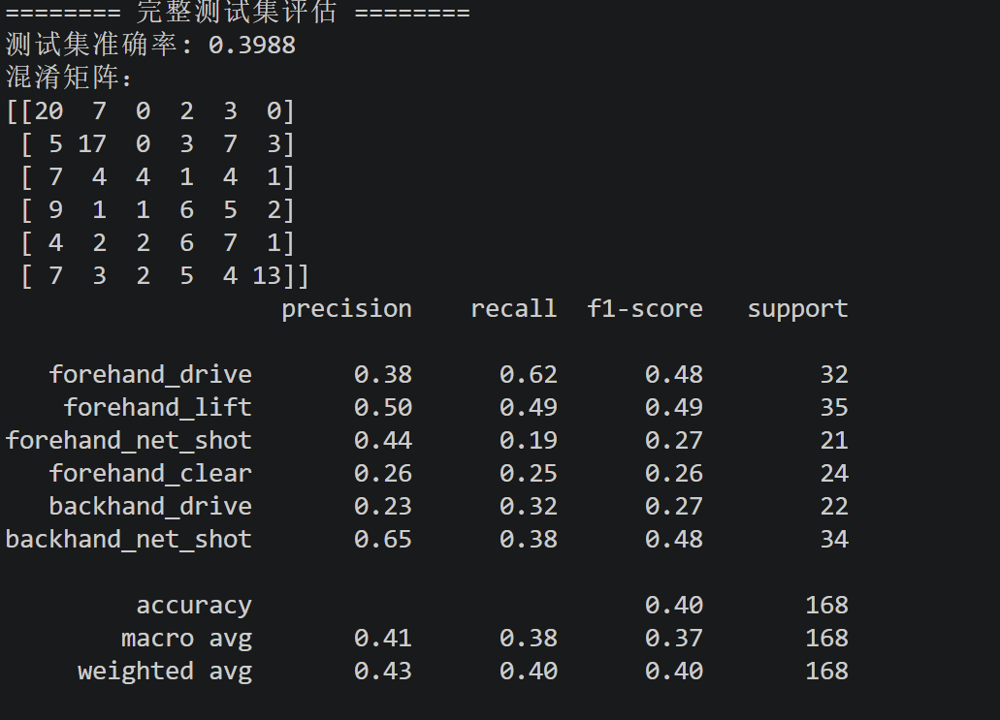 ======== 完整测试集评估 ========
测试集准确率: 0.3988
混淆矩阵:
[[20  7  0  2  3  0]
 [ 5 17  0  3  7  3]
 [ 7  4  4  1  4  1]
 [ 9  1  1  6  5  2]
 [ 4  2  2  6  7  1]
 [ 7  3  2  5  4 13]]
                   precision    recall  f1-score   support
   forehand_drive       0.38      0.62      0.48        32
    forehand_lift       0.50      0.49      0.49        35
forehand_net_shot       0.44      0.19      0.27        21
   forehand_clear       0.26      0.25      0.26        24
   backhand_drive       0.23      0.32      0.27        22
backhand_net_shot       0.65      0.38      0.48        34
         accuracy                           0.40       168
        macro avg       0.41      0.38      0.37       168
     weighted avg       0.43      0.40      0.40       168